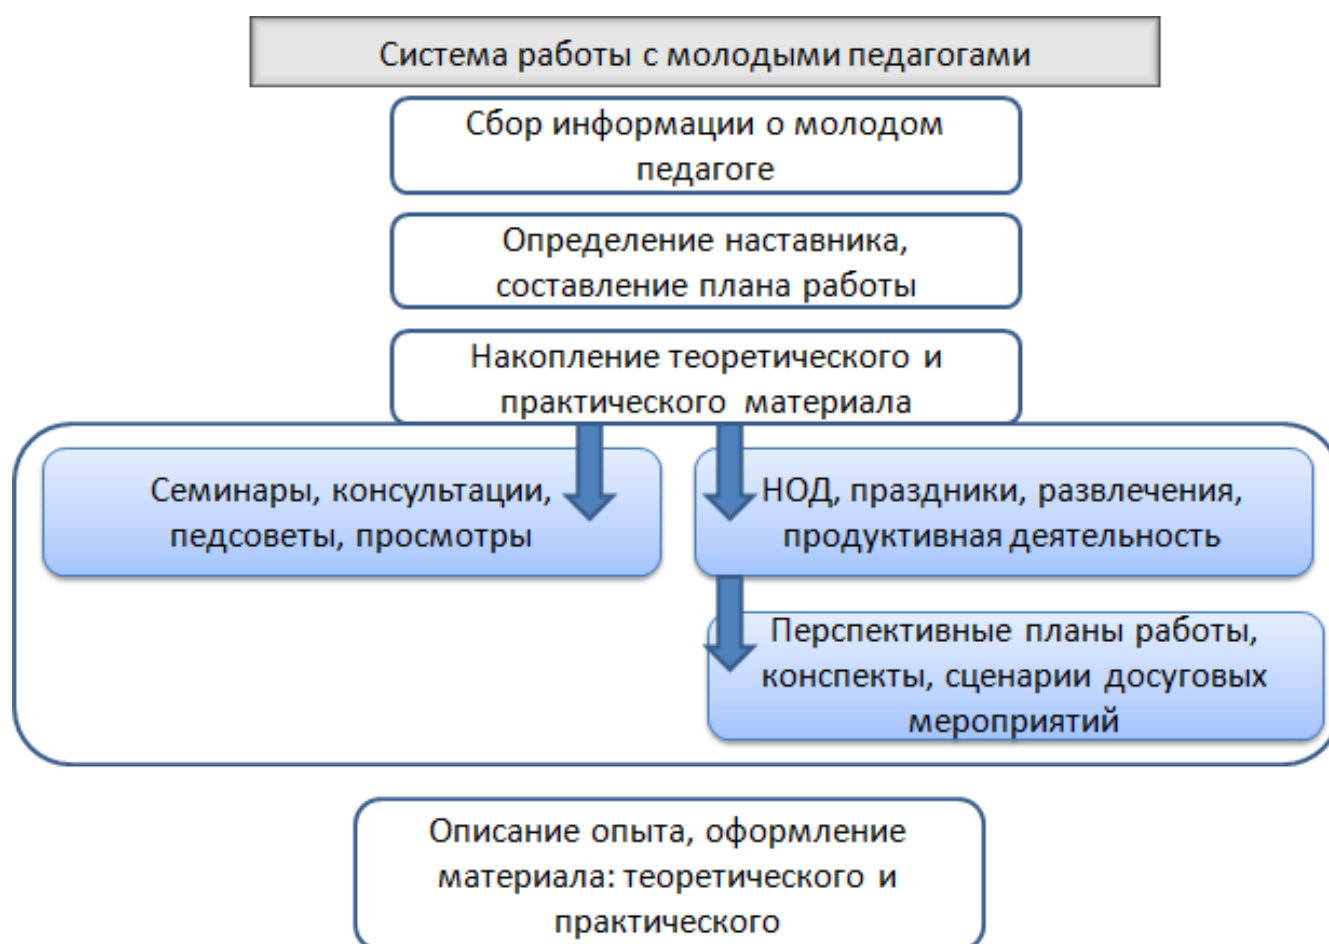 Система работы с молодыми педагогами
Сбор информации о молодом
педагоге
Определение наставника,
составление плана работы
Накопление теоретического и
практического материала
Семинары, консультации,
педсоветы, просмотры
НОД, праздники, развлечения,
продуктивная деятельность
Перспективные планы работы,
конспекты, сценарии досуговых
мероприятий
Описание опыта, оформление
материала: теоретического и
практического